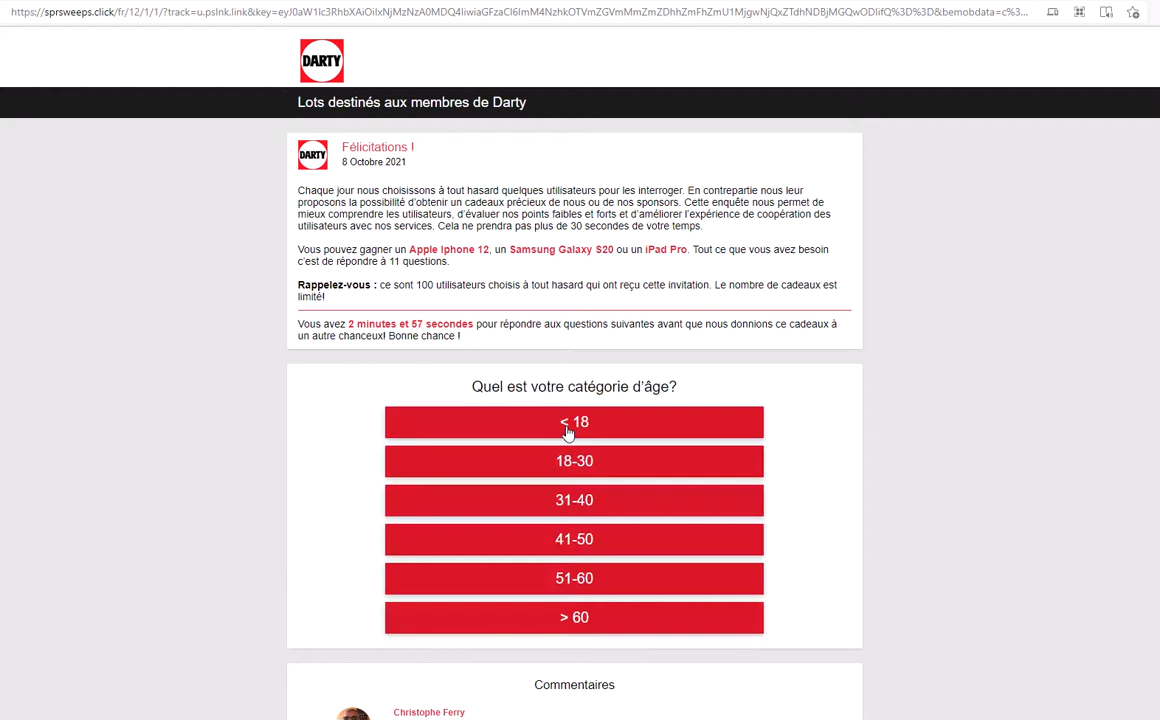 https://sprsweeps.click/fr/12/1/1/?track=u.pslnk.link&key=
DARTY
Lots destinés aux membres de Darty
DARTY
Félicitations !
8 Octobre 2021
Chaque jour nous choisissons à tout hasard quelques utilisateurs pour les interroger. En contrepartie nous leur
proposons la possibilité d'obtenir un cadeaux précieux de nous ou de nos sponsors. Cette enquête nous permet de
mieux comprendre les utilisateurs, d'évaluer nos points faibles et forts et d'améliorer l'expérience de coopération des
utilisateurs avec nos services. Cela ne prendra pas plus de 30 secondes de votre temps.
Vous pouvez gagner un Apple Iphone 12, un Samsung Galaxy S20 ou un iPad Pro. Tout ce que vous avez besoin
c'est de répondre à 11 questions.
Rappelez-vous : ce sont 100 utilisateurs choisis à tout hasard qui ont reçu cette invitation. Le nombre de cadeaux est
limité!
Vous avez 2 minutes et 57 secondes pour répondre aux questions suivantes avant que nous donnions ce cadeaux à
un autre chanceux! Bonne chance !
Quel est votre catégorie d'âge?
< 18
18-30
31-40
41-50
51-60
> 60
Commentaires
Christophe Ferry